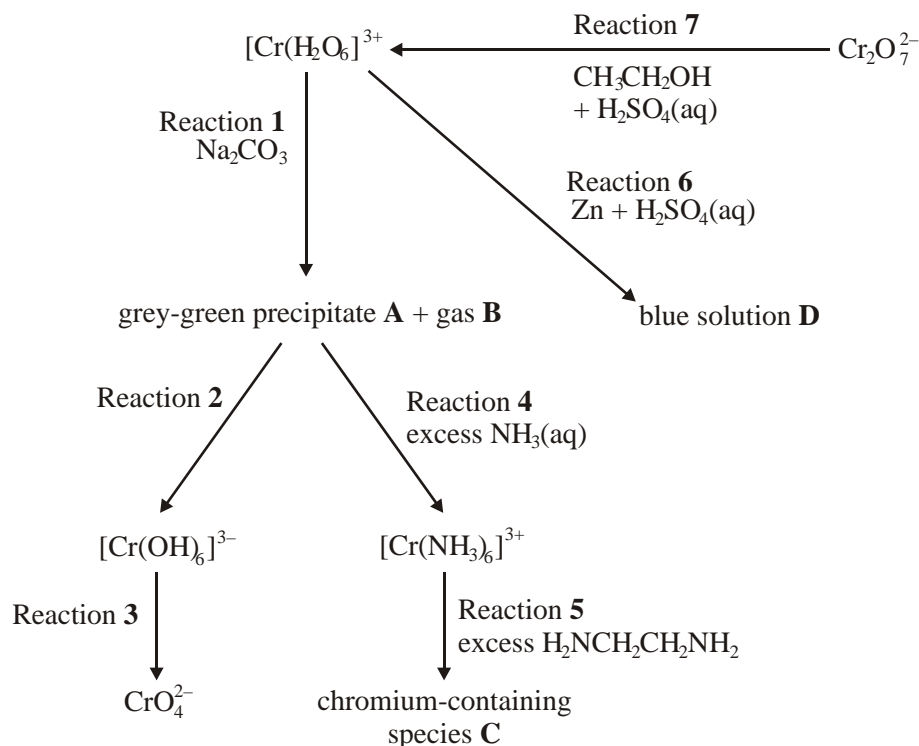 [Cr(H₂O₆]³⁺
Reaction 7
Cr₂O₇²⁻
CH₃CH₂OH
+ H₂SO₄(aq)
Reaction 1
Na₂CO₃
Reaction 6
Zn + H₂SO₄(aq)
grey-green precipitate A + gas B
blue solution D
Reaction 2
Reaction 4
excess NH₃(aq)
[Cr(OH)₆]³⁻
[Cr(NH₃)₆]³⁺
Reaction 3
Reaction 5
excess H₂NCH₂CH₂NH₂
CrO₄²⁻
chromium-containing
species C